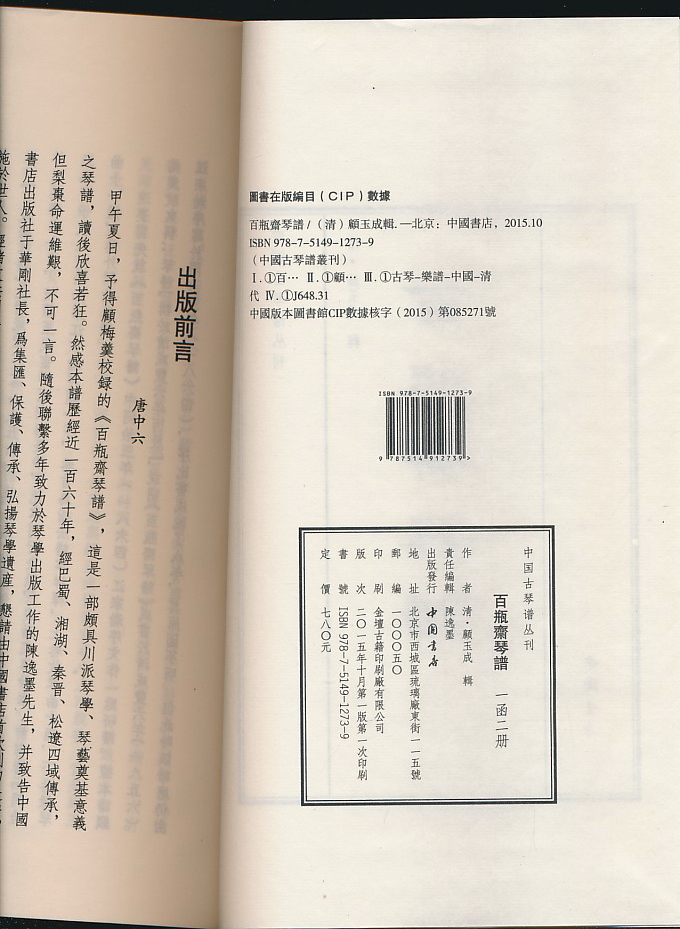 圖書在版編目（CIP）數據
百瓶齋琴譜 / （清）顧玉成輯. —北京：中國書店，2015.10
ISBN 978-7-5149-1273-9
（中國古琴譜叢刊）
Ⅰ.①百… Ⅱ.①顧… Ⅲ.①古琴-樂譜-中國-清
代 Ⅳ.①J648.31
中國版本圖書館CIP數據核字（2015）第085271號
ISBN 978-7-5149-1273-9
9 787514 912739 >
中国古琴谱丛刊
百瓶齋琴譜 一函二册
作者 清·顧玉成 輯
責任編輯 陳逸墨
出版發行 中国书店
地址 北京市西城區琉璃廠東街一一五號
郵編 一〇〇〇五〇
印刷 金壇古籍印刷廠有限公司
版次 二〇一五年十月第一版第一次印刷
書號 ISBN 978-7-5149-1273-9
定價 七八〇元
出版前言
唐中六
甲午夏日，予得顧梅羹校録的《百瓶齋琴譜》，這是一部頗具川派琴學、琴藝奠基意義
之琴譜，讀後欣喜若狂。然感本譜歷經近一百六十年，經巴蜀、湘湖、秦晋、松遼四域傳承，
但梨棗命運維艱，不可一言。隨後聯繫多年致力於琴學出版工作的陳逸墨先生，并致告中國
書店出版社于華剛社長，爲集匯、保護、傳承、弘揚琴學遺産，懇請由中國書店首次刊印
施於世人。